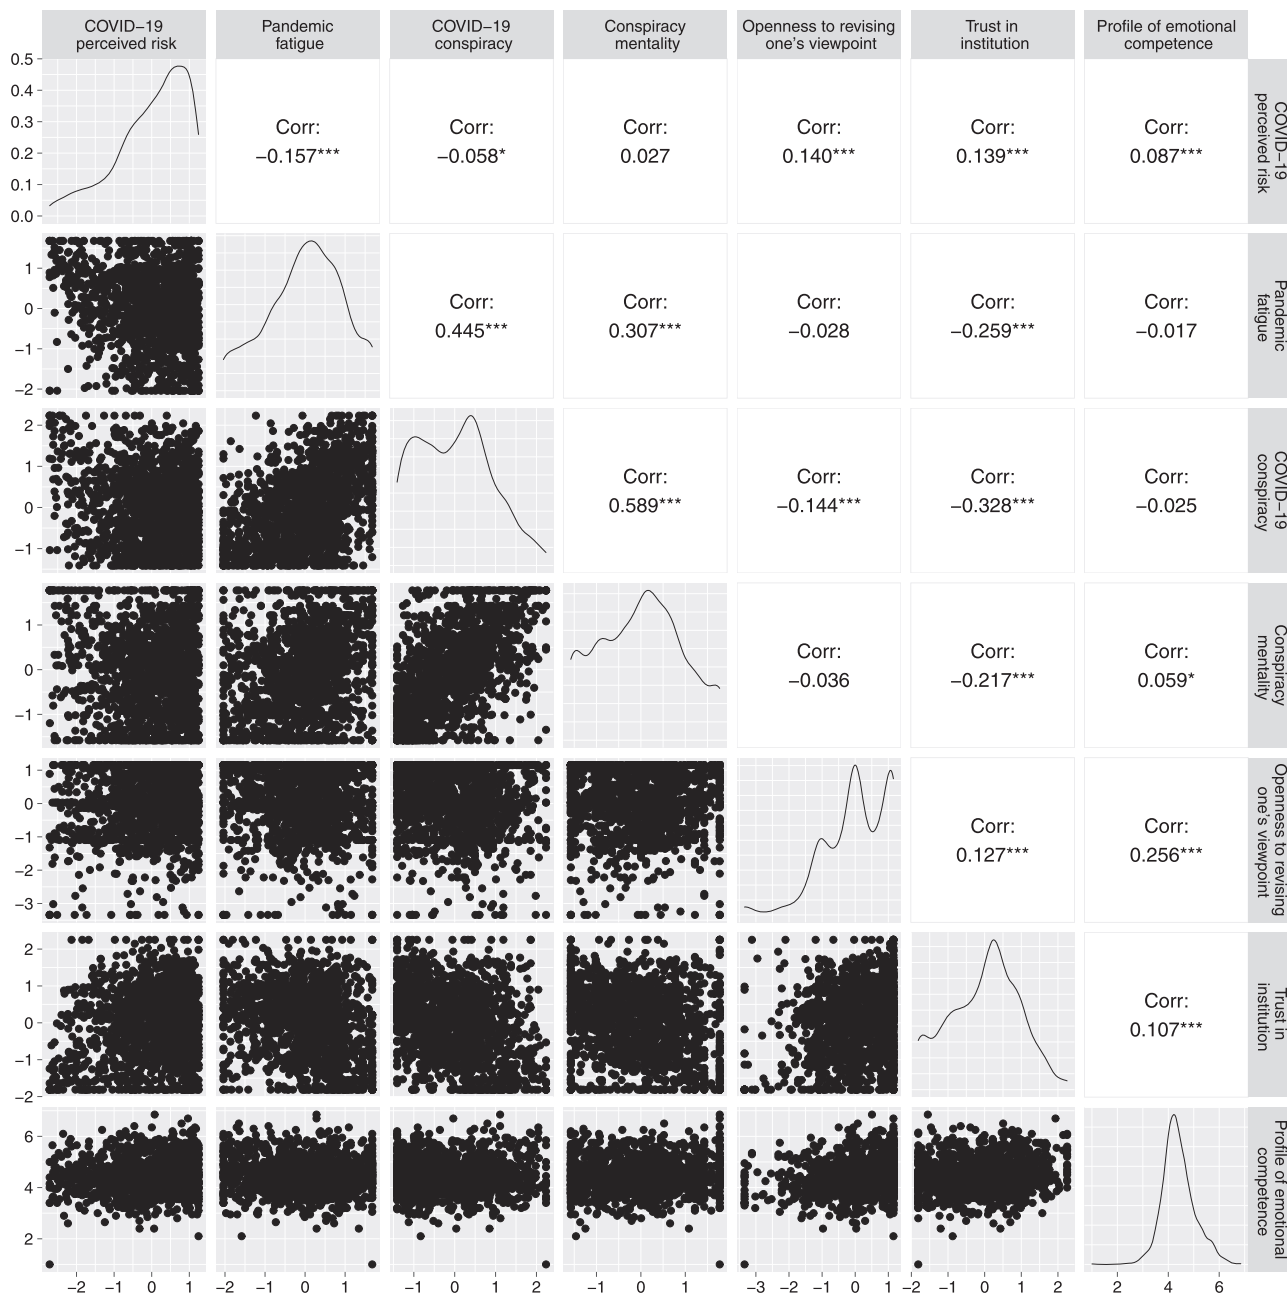 COVID−19 perceived risk
Pandemic fatigue
COVID−19 conspiracy
Conspiracy mentality
Openness to revising one's viewpoint
Trust in institution
Profile of emotional competence
0.5
0.4
0.3
0.2
0.1
0.0
Corr:
−0.157***
Corr:
−0.058*
Corr:
0.027
Corr:
0.140***
Corr:
0.139***
Corr:
0.087***
COVID−19
perceived risk
1
0
−1
−2
Corr:
0.445***
Corr:
0.307***
Corr:
−0.028
Corr:
−0.259***
Corr:
−0.017
Pandemic
fatigue
2
1
0
−1
Corr:
0.589***
Corr:
−0.144***
Corr:
−0.328***
Corr:
−0.025
COVID−19
conspiracy
1
0
−1
Corr:
−0.036
Corr:
−0.217***
Corr:
0.059*
Conspiracy
mentality
1
0
−1
−2
−3
Corr:
0.127***
Corr:
0.256***
Openness to revising
one's viewpoint
2
1
0
−1
−2
Corr:
0.107***
Trust in
institution
6
4
2
Profile of emotional
competence
−2 −1 0 1
−2 −1 0 1
−1 0 1 2
−1 0 1
−3 −2 −1 0 1
−2 −1 0 1 2
2 4 6